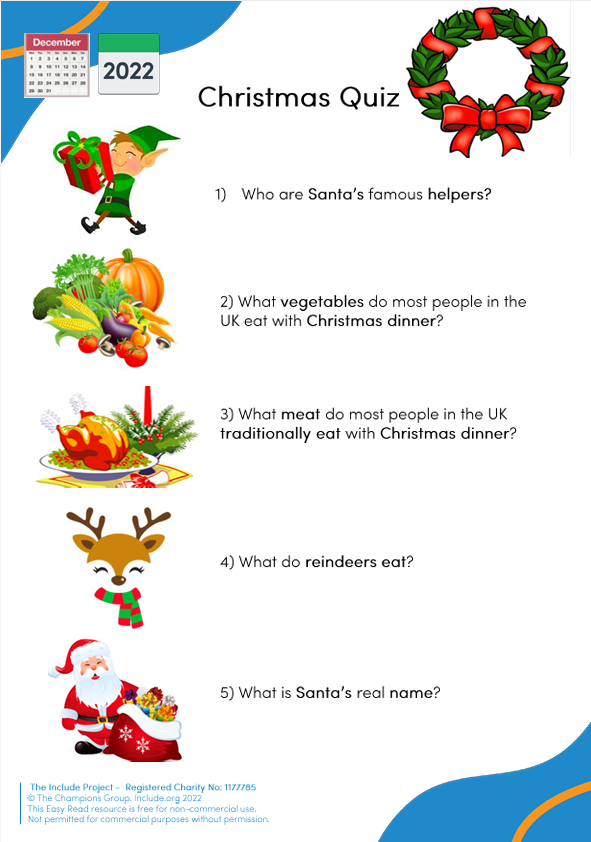 December
2022
Christmas Quiz
1) Who are Santa's famous helpers?
2) What vegetables do most people in the
UK eat with Christmas dinner?
3) What meat do most people in the UK
traditionally eat with Christmas dinner?
4) What do reindeers eat?
5) What is Santa's real name?
The Include Project - Registered Charity No: 1177785
© The Champions Group. Include.org 2022
This Easy Read resource is free for non-commercial use.
Not permitted for commercial purposes without permission.